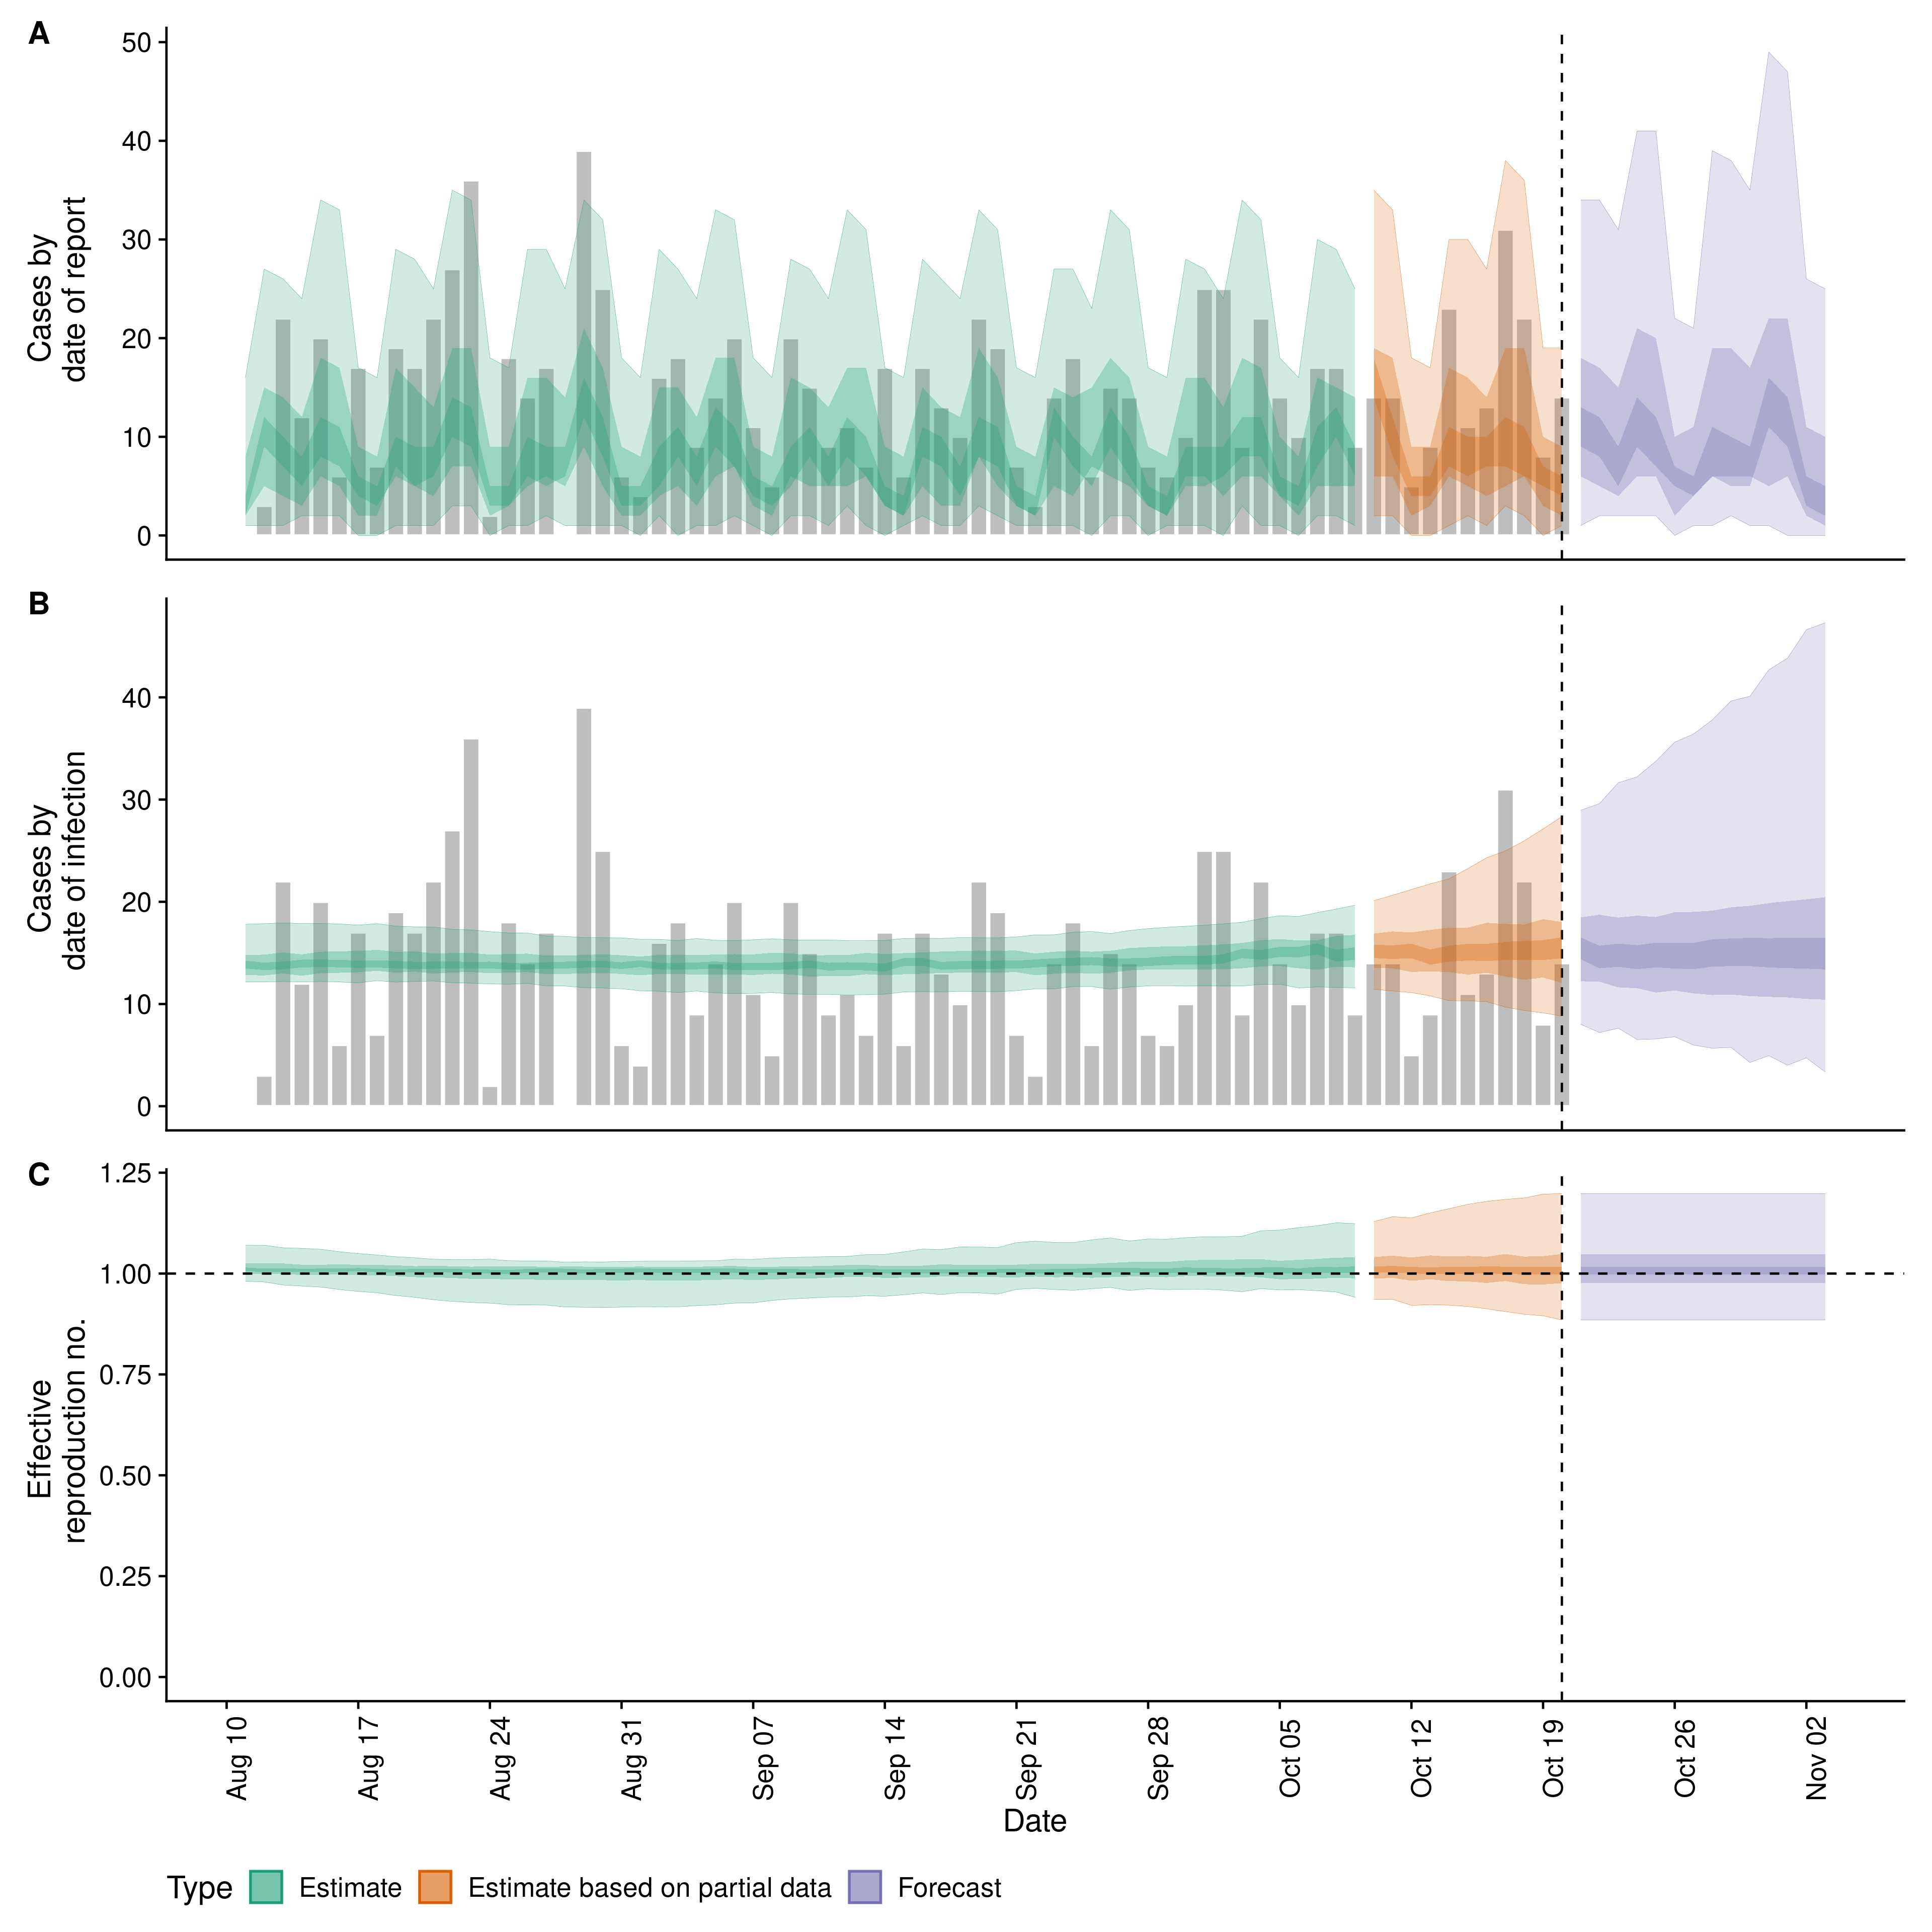 A
50
40
30
20
10
0
Cases by
date of report
B
40
30
20
10
0
Cases by
date of infection
C
1.25
1.00
0.75
0.50
0.25
0.00
Effective
reproduction no.
Aug 10
Aug 17
Aug 24
Aug 31
Sep 07
Sep 14
Sep 21
Sep 28
Oct 05
Oct 12
Oct 19
Oct 26
Nov 02
Date
Type Estimate Estimate based on partial data Forecast